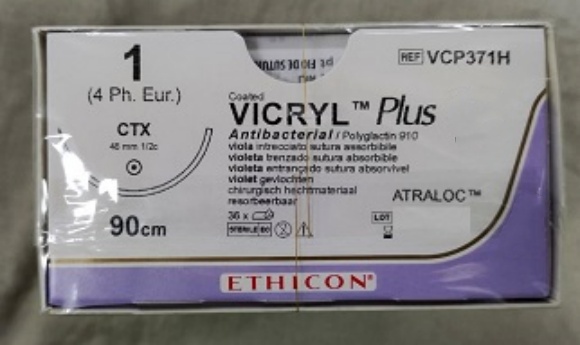 REF VCP371H
1
(4 Ph. Eur.)
CTX
48 mm 1/2c
90cm
Coated
VICRYL™ Plus
Antibacterial / Polyglactin 910
viola intrecciato sutura assorbibile
violeta trenzado sutura absorbible
violeta entrançado sutura absorvível
violet gevlochten
chirurgisch hechtmateriaal
resorbeerbaar
36 x
STERILE EO
ATRALOC™
LOT
ETHICON®